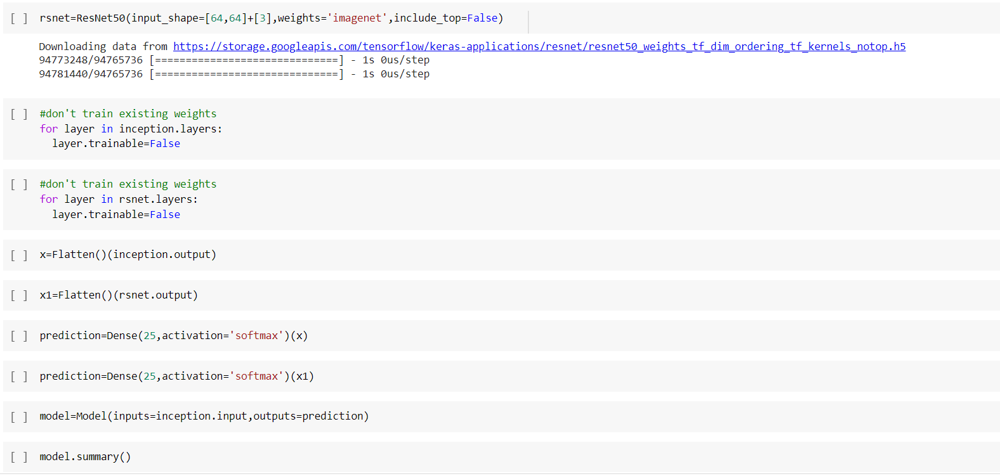 [ ] rsnet=ResNet50(input_shape=[64,64]+[3],weights='imagenet',include_top=False)
Downloading data from https://storage.googleapis.com/tensorflow/keras-applications/resnet/resnet50_weights_tf_dim_ordering_tf_kernels_notop.h5
94773248/94765736 [==============================] - 1s 0us/step
94781440/94765736 [==============================] - 1s 0us/step
[ ] #don't train existing weights
for layer in inception.layers:
  layer.trainable=False
[ ] #don't train existing weights
for layer in rsnet.layers:
  layer.trainable=False
[ ] x=Flatten()(inception.output)
[ ] x1=Flatten()(rsnet.output)
[ ] prediction=Dense(25,activation='softmax')(x)
[ ] prediction=Dense(25,activation='softmax')(x1)
[ ] model=Model(inputs=inception.input,outputs=prediction)
[ ] model.summary()